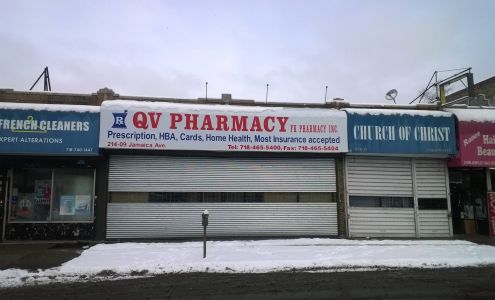 FRENCH CLEANERS
EXPERT ALTERATIONS
QV PHARMACY FK PHARMACY INC.
Prescription, HBA, Cards, Home Health, Most Insurance accepted
214-09 Jamaica Ave.
Tel: 718-465-5400, Fax: 718-465-5404
CHURCH OF CHRIST